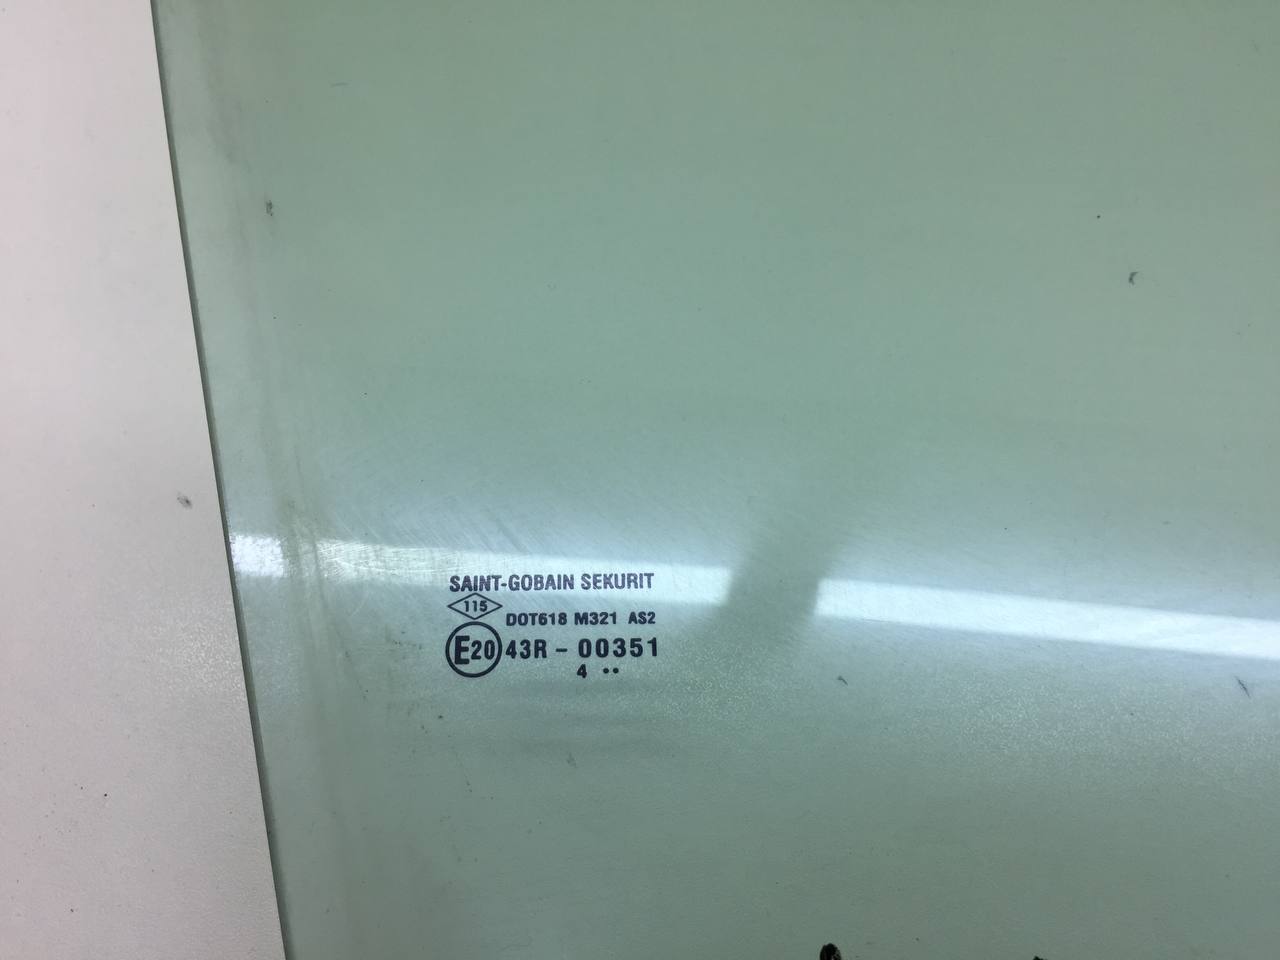 SAINT-GOBAIN SEKURIT
115
DOT618 M321 AS2
E20 43R - 00351
4 ••